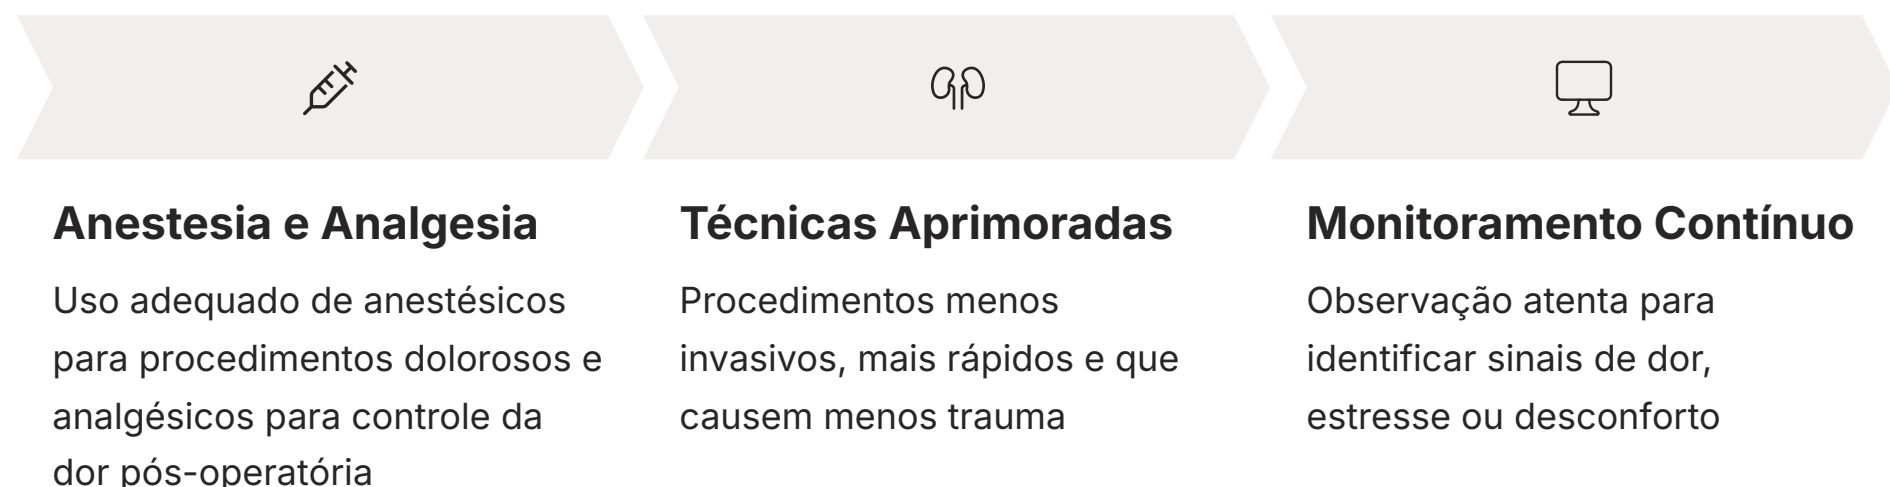 Anestesia e Analgesia
Uso adequado de anestésicos
para procedimentos dolorosos e
analgésicos para controle da
dor pós-operatória
Técnicas Aprimoradas
Procedimentos menos
invasivos, mais rápidos e que
causem menos trauma
Monitoramento Contínuo
Observação atenta para
identificar sinais de dor,
estresse ou desconforto